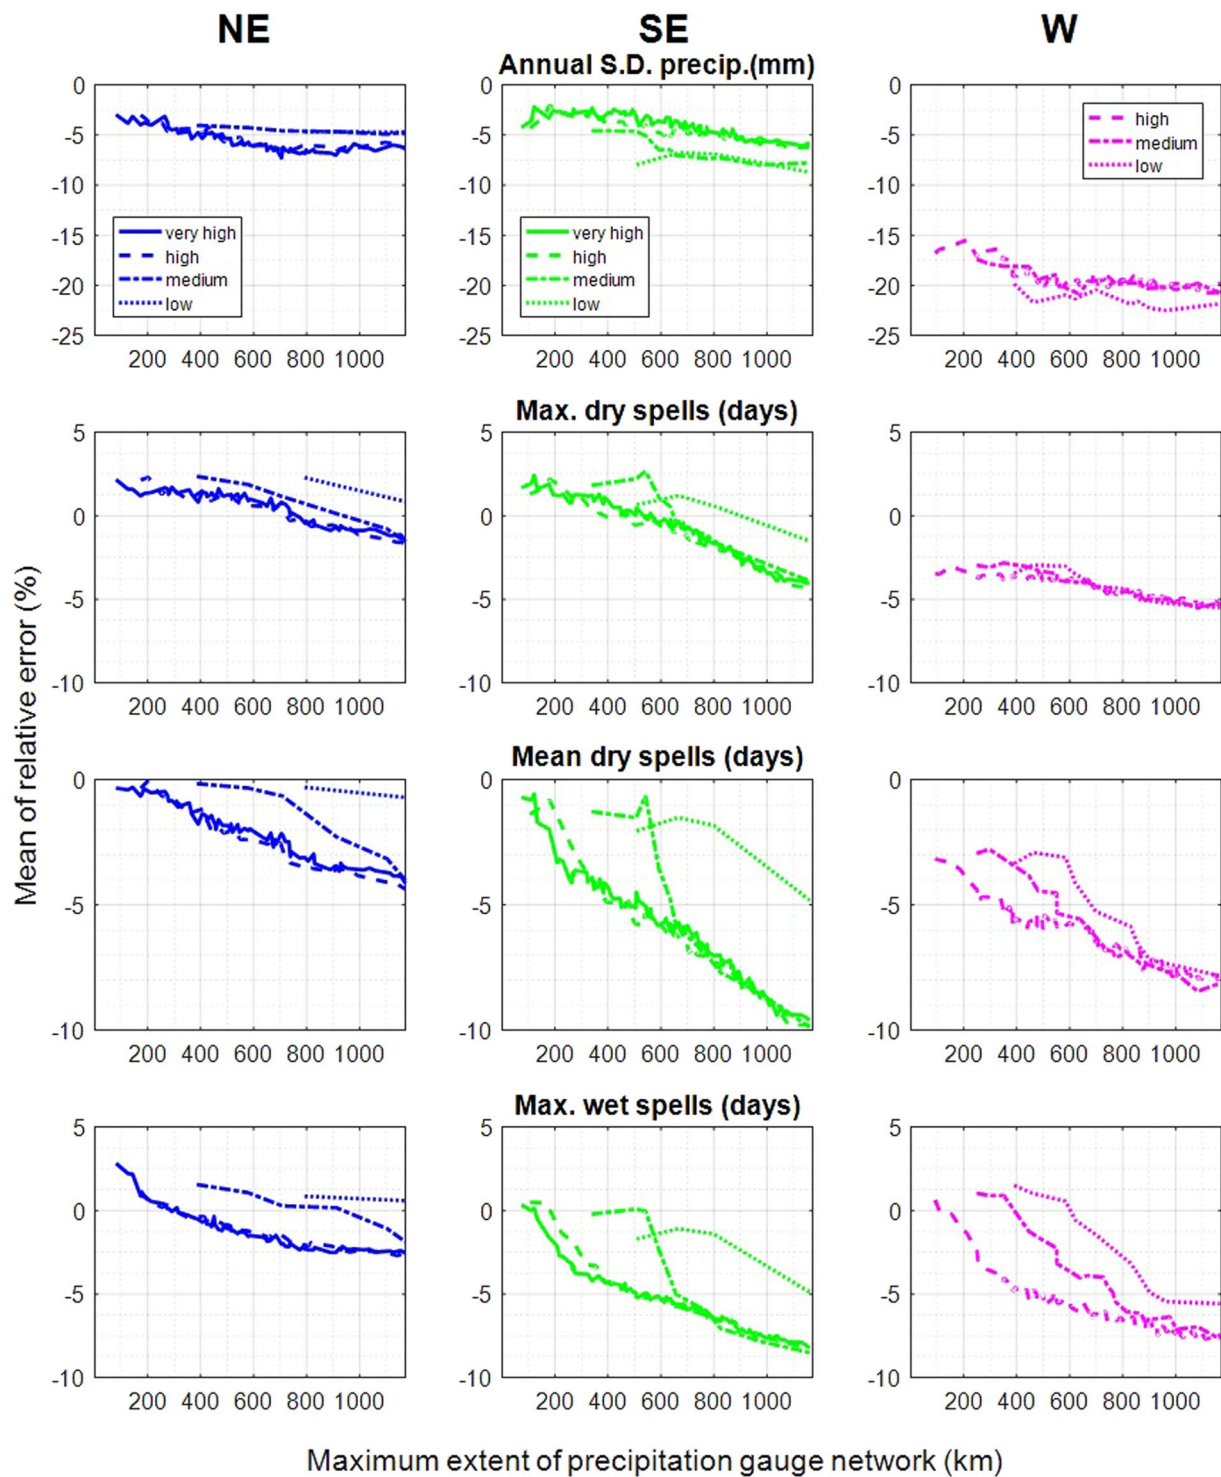 NE SE W
Annual S.D. precip.(mm)
0 0 0
-5 -5 -5
-10 -10 -10
-15 -15 -15
-20 -20 -20
-25 -25 -25
very high
high
medium
low
very high
high
medium
low
high
medium
low
200 400 600 800 1000 200 400 600 800 1000 200 400 600 800 1000
Max. dry spells (days)
5 5 5
0 0 0
-5 -5 -5
-10 -10 -10
200 400 600 800 1000 200 400 600 800 1000 200 400 600 800 1000
Mean of relative error (%)
Mean dry spells (days)
0 0 0
-5 -5 -5
-10 -10 -10
200 400 600 800 1000 200 400 600 800 1000 200 400 600 800 1000
Max. wet spells (days)
5 5 5
0 0 0
-5 -5 -5
-10 -10 -10
200 400 600 800 1000 200 400 600 800 1000 200 400 600 800 1000
Maximum extent of precipitation gauge network (km)